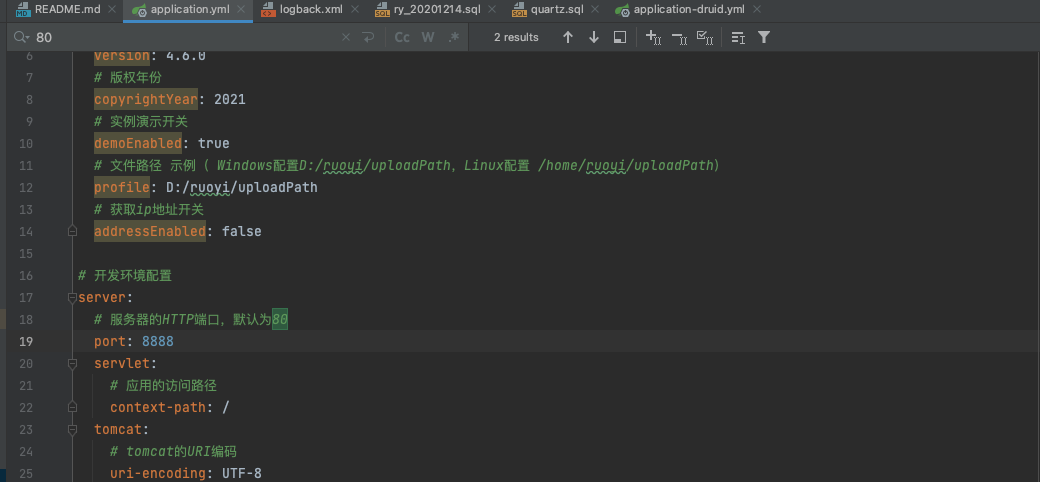 README.md application.yml logback.xml ry_20201214.sql quartz.sql application-druid.yml
80 Cc W .* 2 results
6 version: 4.6.0
7 # 版权年份
8 copyrightYear: 2021
9 # 实例演示开关
10 demoEnabled: true
11 # 文件路径 示例（ Windows配置D:/ruoyi/uploadPath，Linux配置 /home/ruoyi/uploadPath）
12 profile: D:/ruoyi/uploadPath
13 # 获取ip地址开关
14 addressEnabled: false
15
16 # 开发环境配置
17 server:
18 # 服务器的HTTP端口，默认为80
19 port: 8888
20 servlet:
21 # 应用的访问路径
22 context-path: /
23 tomcat:
24 # tomcat的URI编码
25 uri-encoding: UTF-8